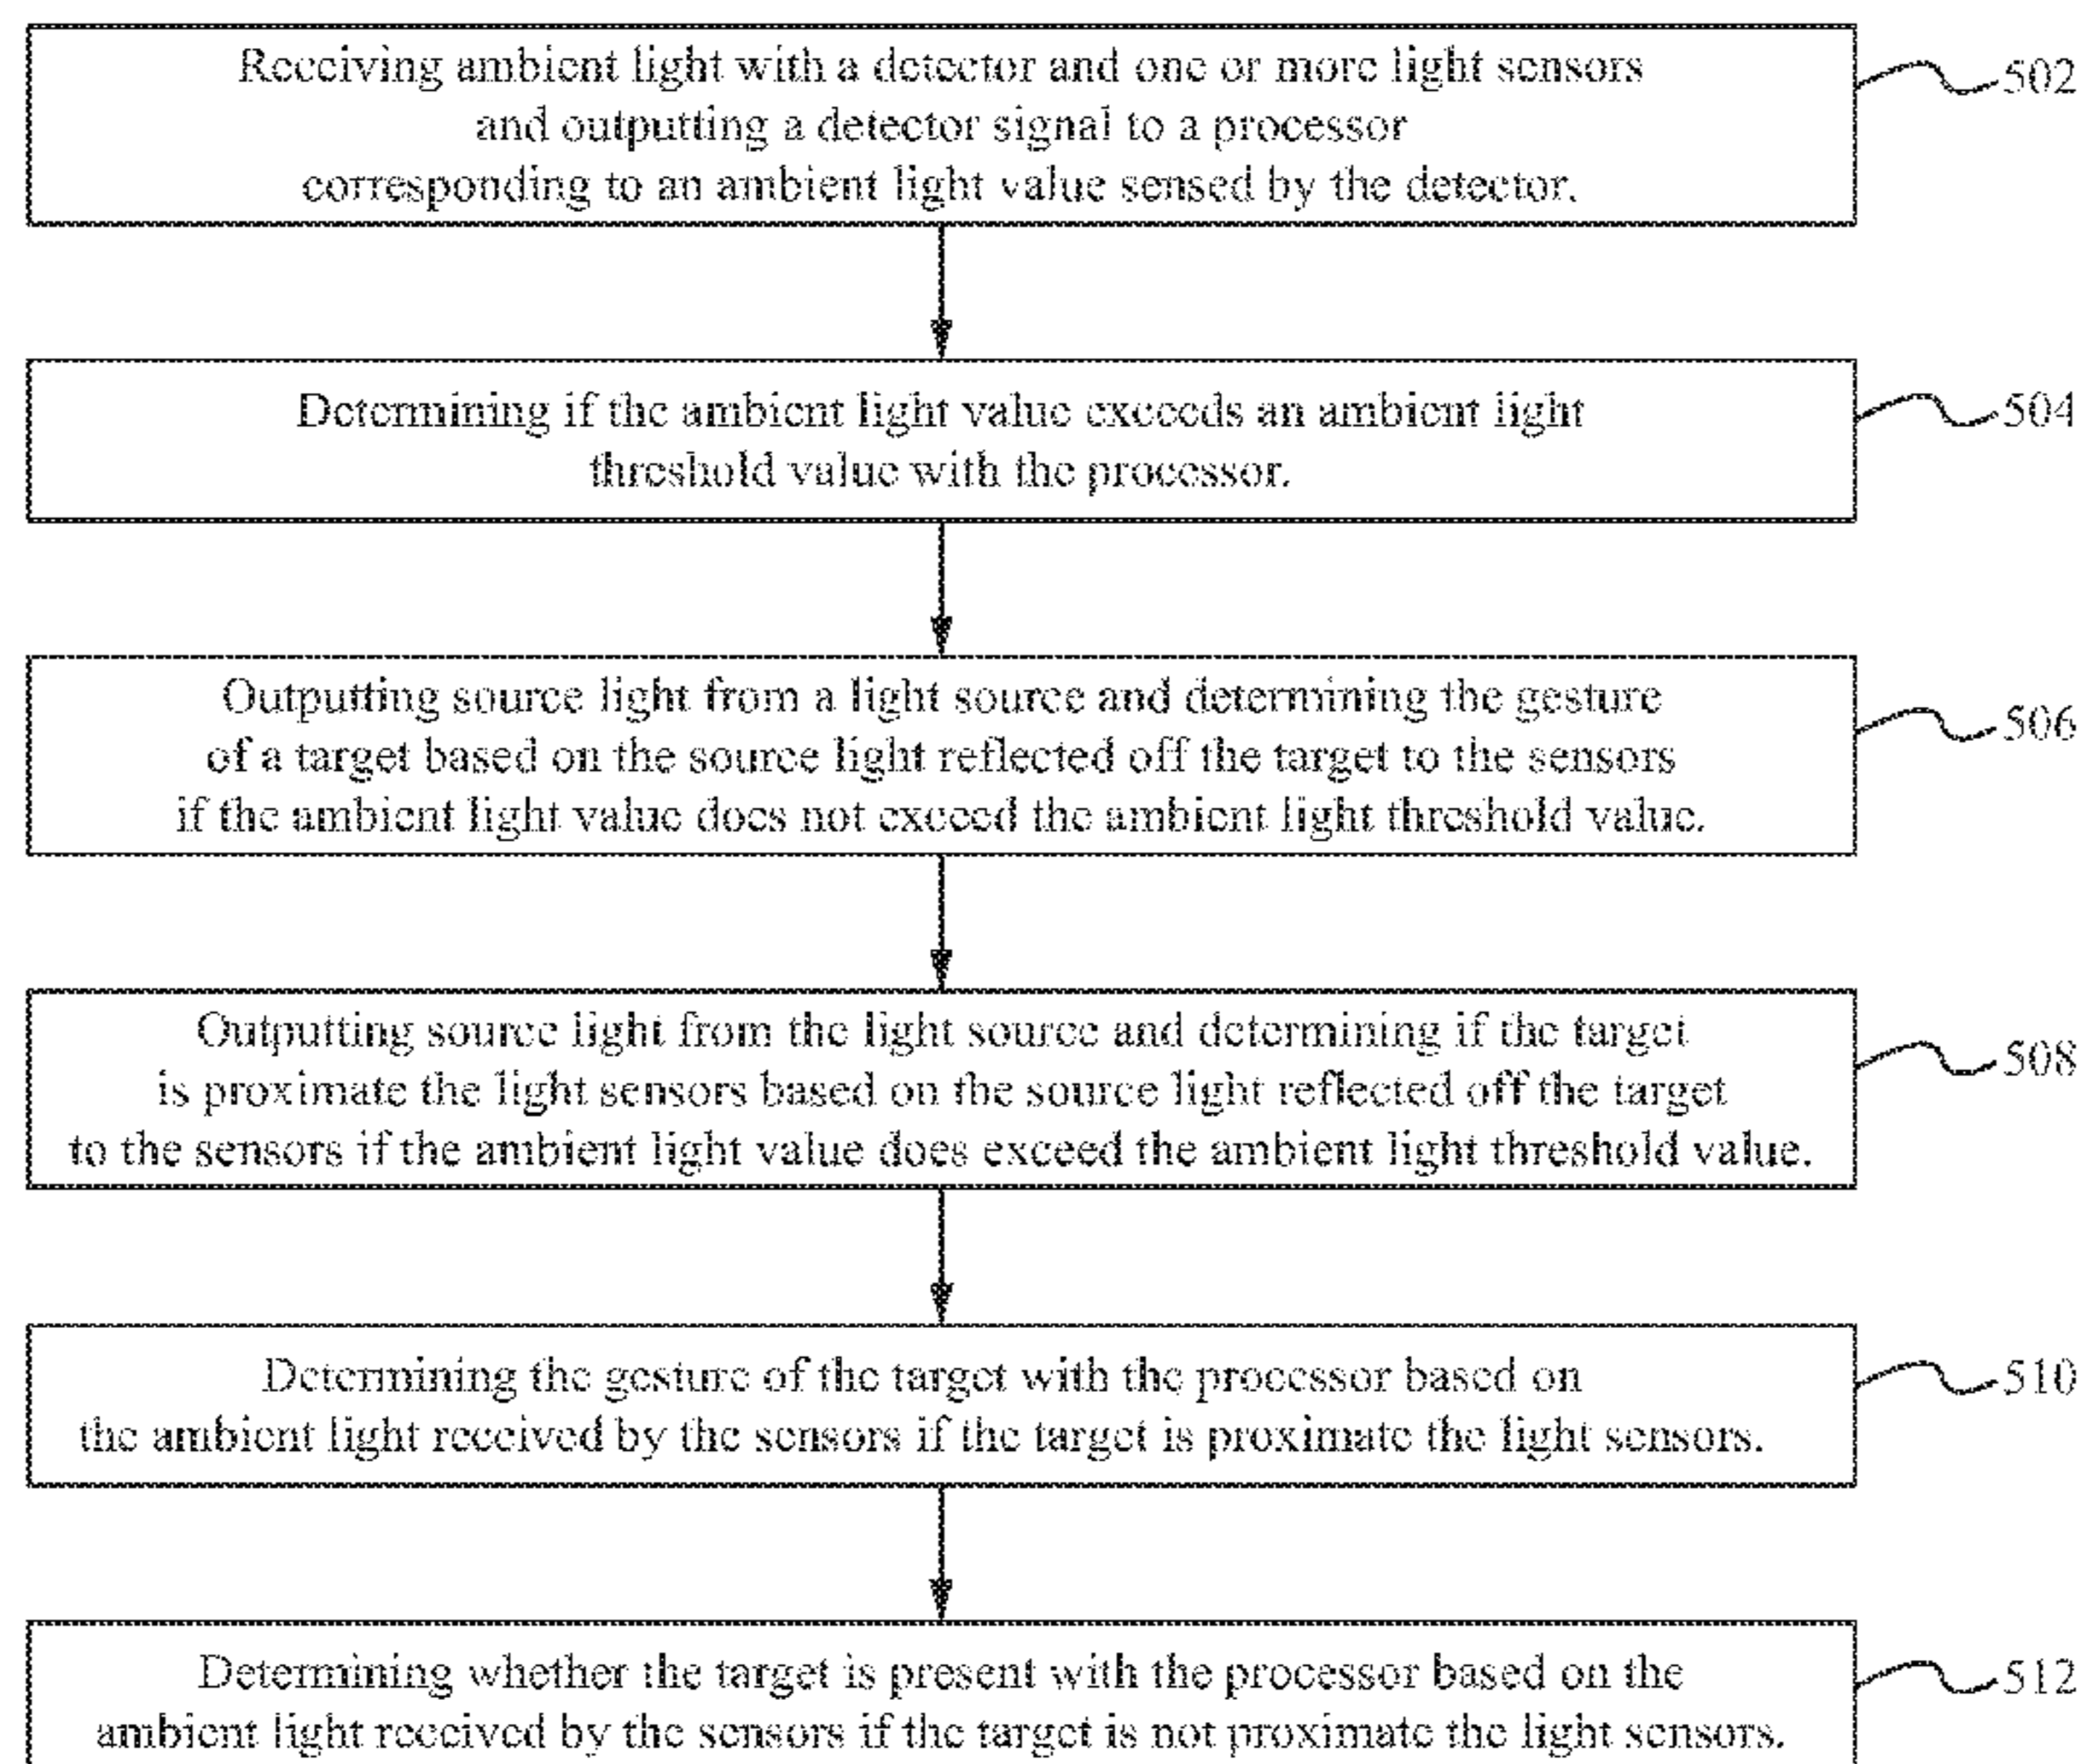 Receiving ambient light with a detector and one or more light sensors
and outputting a detector signal to a processor
corresponding to an ambient light value sensed by the detector.
502
Determining if the ambient light value exceeds an ambient light
threshold value with the processor.
504
Outputting source light from a light source and determining the gesture
of a target based on the source light reflected off the target to the sensors
if the ambient light value does not exceed the ambient light threshold value.
506
Outputting source light from the light source and determining if the target
is proximate the light sensors based on the source light reflected off the target
to the sensors if the ambient light value does exceed the ambient light threshold value.
508
Determining the gesture of the target with the processor based on
the ambient light received by the sensors if the target is proximate the light sensors.
510
Determining whether the target is present with the processor based on the
ambient light received by the sensors if the target is not proximate the light sensors.
512